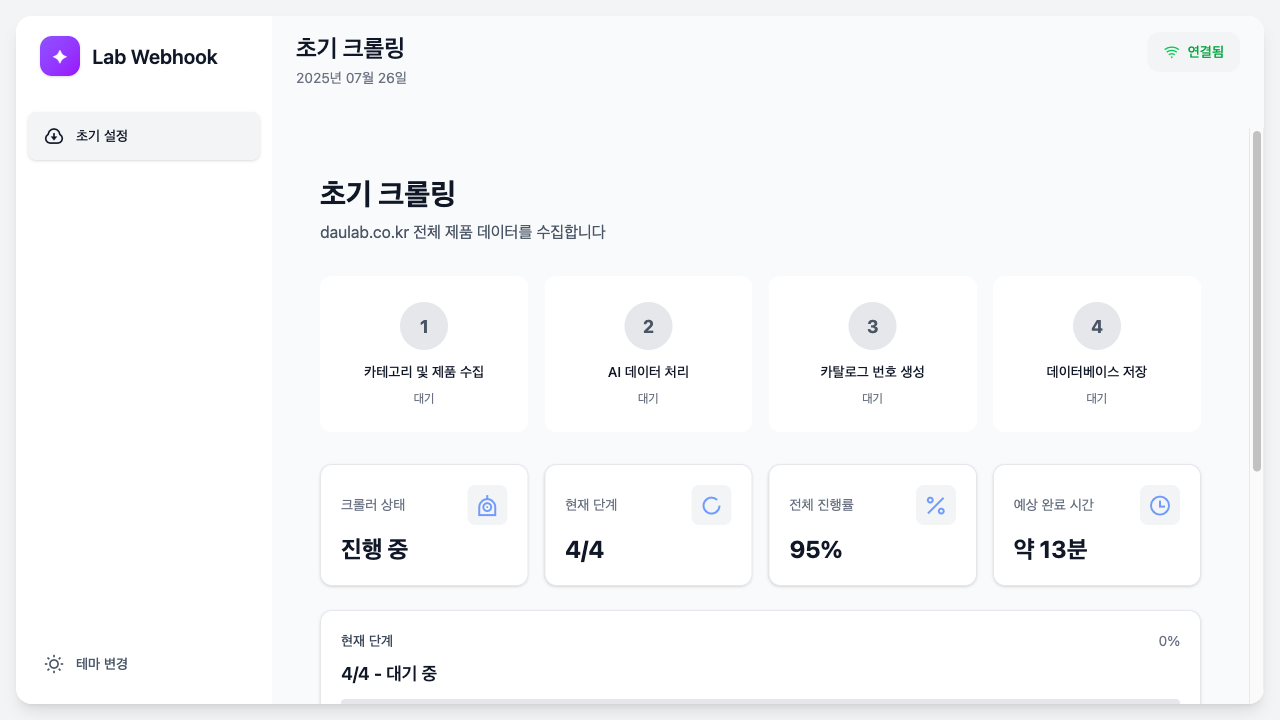 Lab Webhook
초기 설정
테마 변경
초기 크롤링
2025년 07월 26일
연결됨
초기 크롤링
daulab.co.kr 전체 제품 데이터를 수집합니다
1
카테고리 및 제품 수집
대기
2
AI 데이터 처리
대기
3
카탈로그 번호 생성
대기
4
데이터베이스 저장
대기
크롤러 상태
진행 중
현재 단계
4/4
전체 진행률
95%
예상 완료 시간
약 13분
현재 단계
0%
4/4 - 대기 중